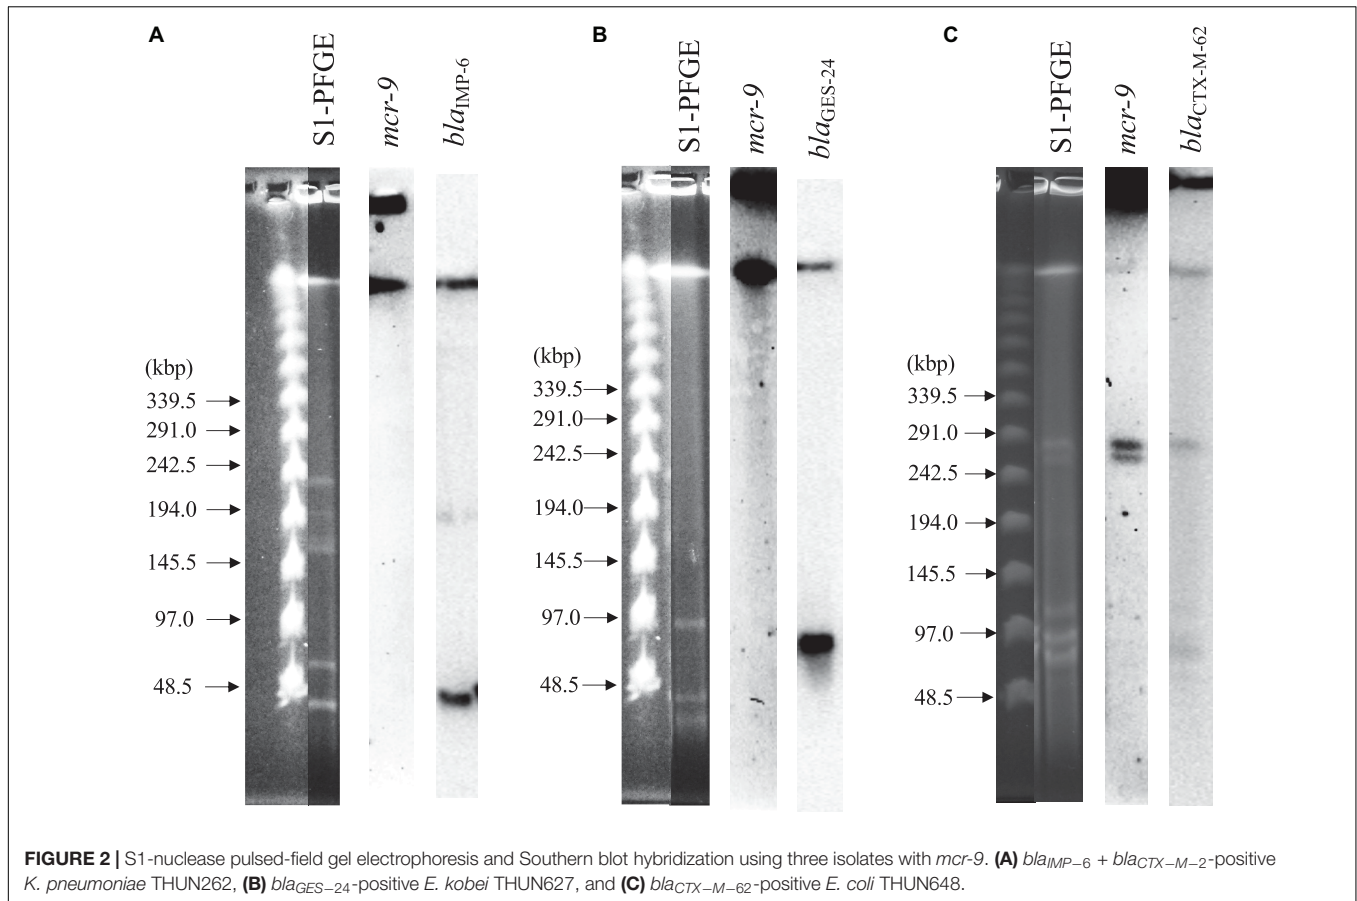 A
S1-PFGE
mcr-9
blaIMP-6
(kbp)
339.5
291.0
242.5
194.0
145.5
97.0
48.5
B
S1-PFGE
mcr-9
blaGES-24
(kbp)
339.5
291.0
242.5
194.0
145.5
97.0
48.5
C
S1-PFGE
mcr-9
blaCTX-M-62
(kbp)
339.5
291.0
242.5
194.0
145.5
97.0
48.5
FIGURE 2 | S1-nuclease pulsed-field gel electrophoresis and Southern blot hybridization using three isolates with mcr-9. (A) blaIMP−6 + blaCTX−M−2-positive
K. pneumoniae THUN262, (B) blaGES−24-positive E. kobei THUN627, and (C) blaCTX−M−62-positive E. coli THUN648.